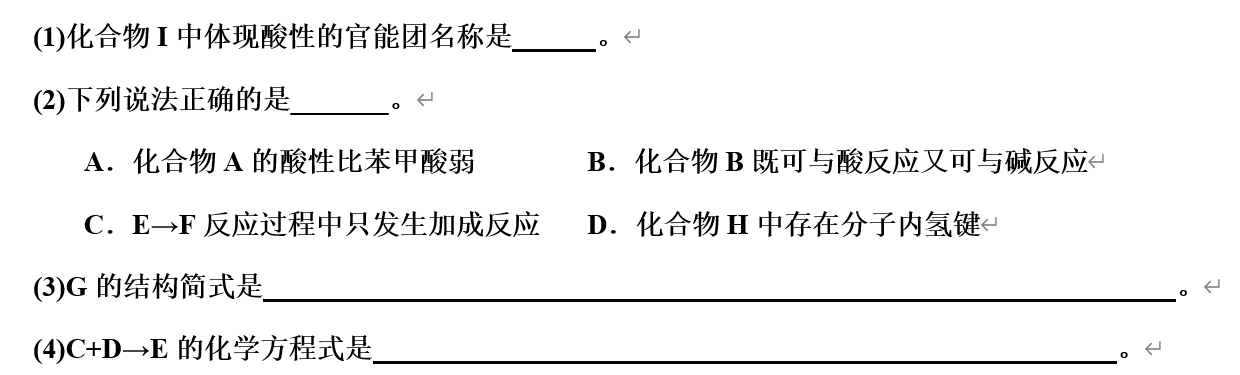 (1)化合物 I 中体现酸性的官能团名称是______。↵
(2)下列说法正确的是_______。↵
A．化合物 A 的酸性比苯甲酸弱 B．化合物 B 既可与酸反应又可与碱反应↵
C．E→F 反应过程中只发生加成反应 D．化合物 H 中存在分子内氢键↵
(3)G 的结构简式是______。↵
(4)C+D→E 的化学方程式是______。↵